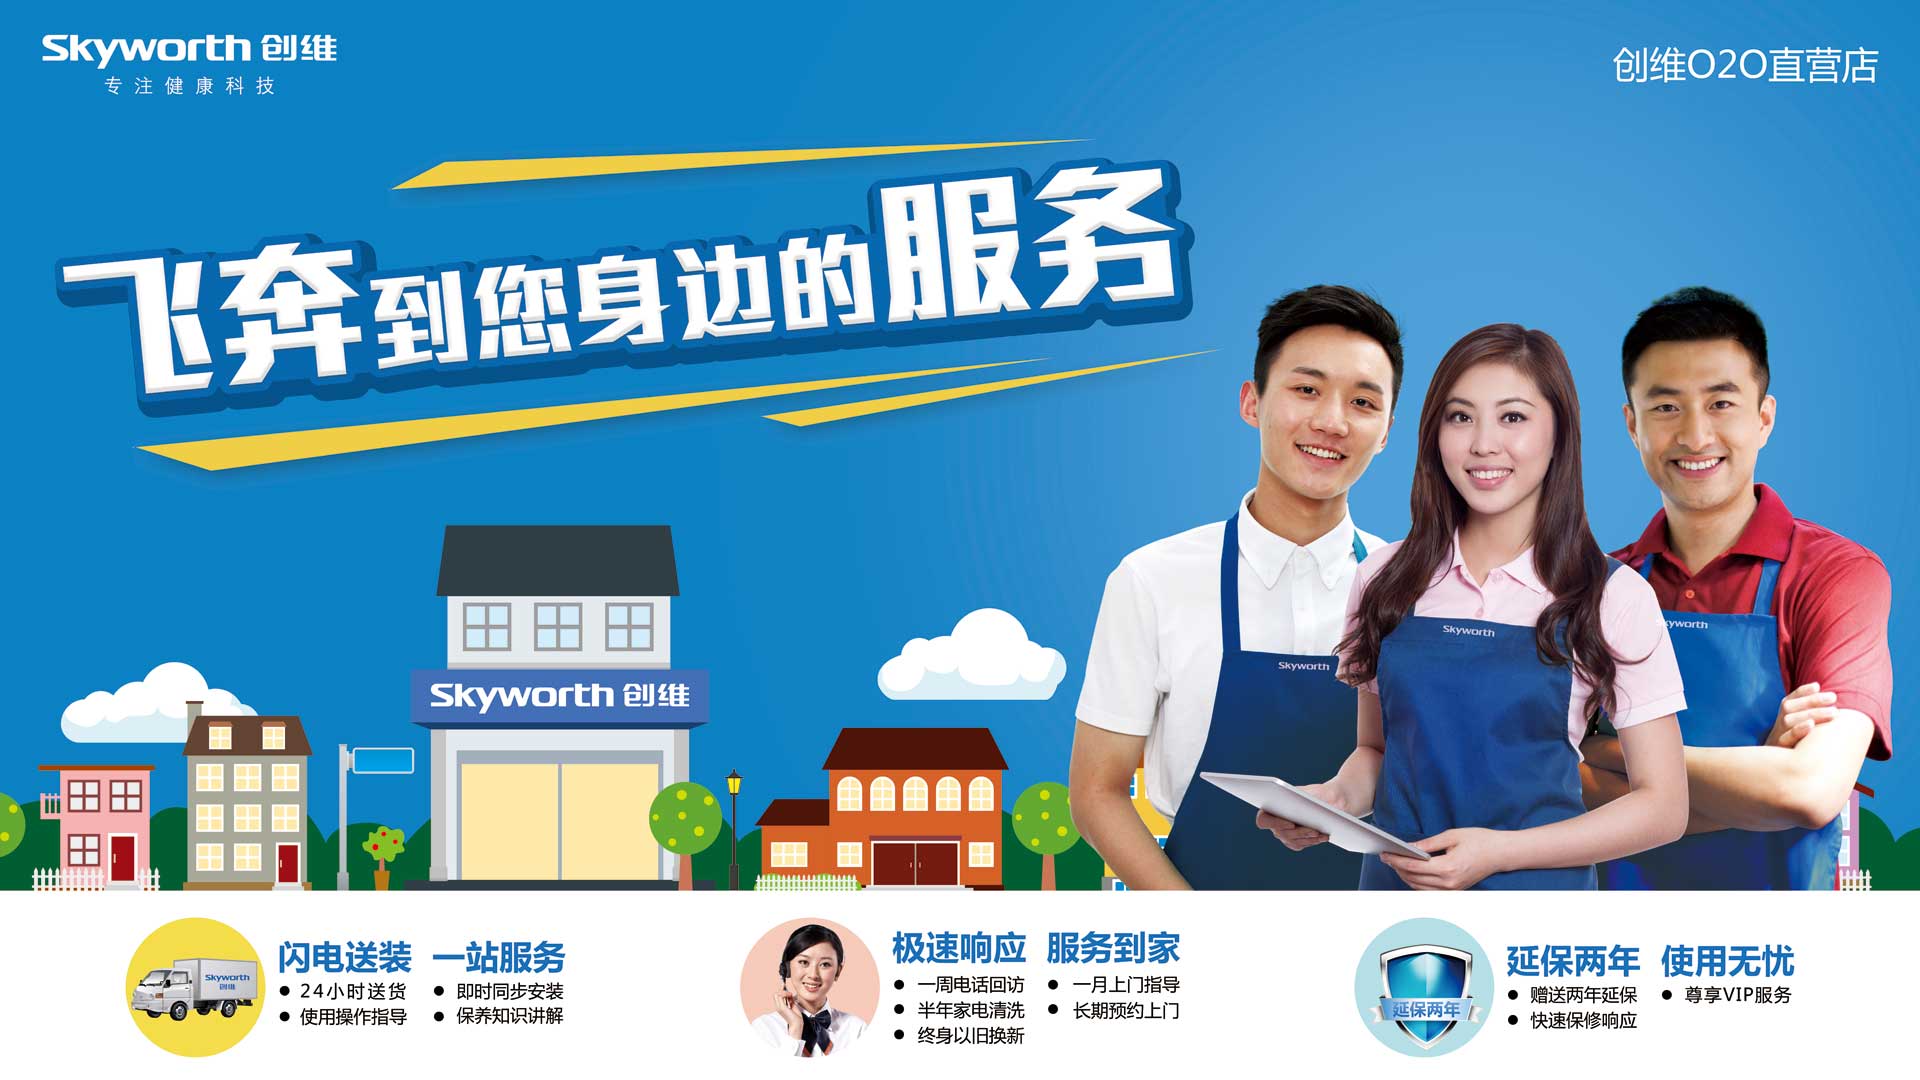 Skyworth 创维
专注健康科技
创维O2O直营店
飞奔到您身边的服务
Skyworth 创维
Skyworth
Skyworth
Skyworth
Skyworth
创维
闪电送装 一站服务
24小时送货
即时同步安装
使用操作指导
保养知识讲解
极速响应 服务到家
一周电话回访
一月上门指导
半年家电清洗
长期预约上门
终身以旧换新
延保两年
延保两年 使用无忧
赠送两年延保
尊享VIP服务
快速保修响应